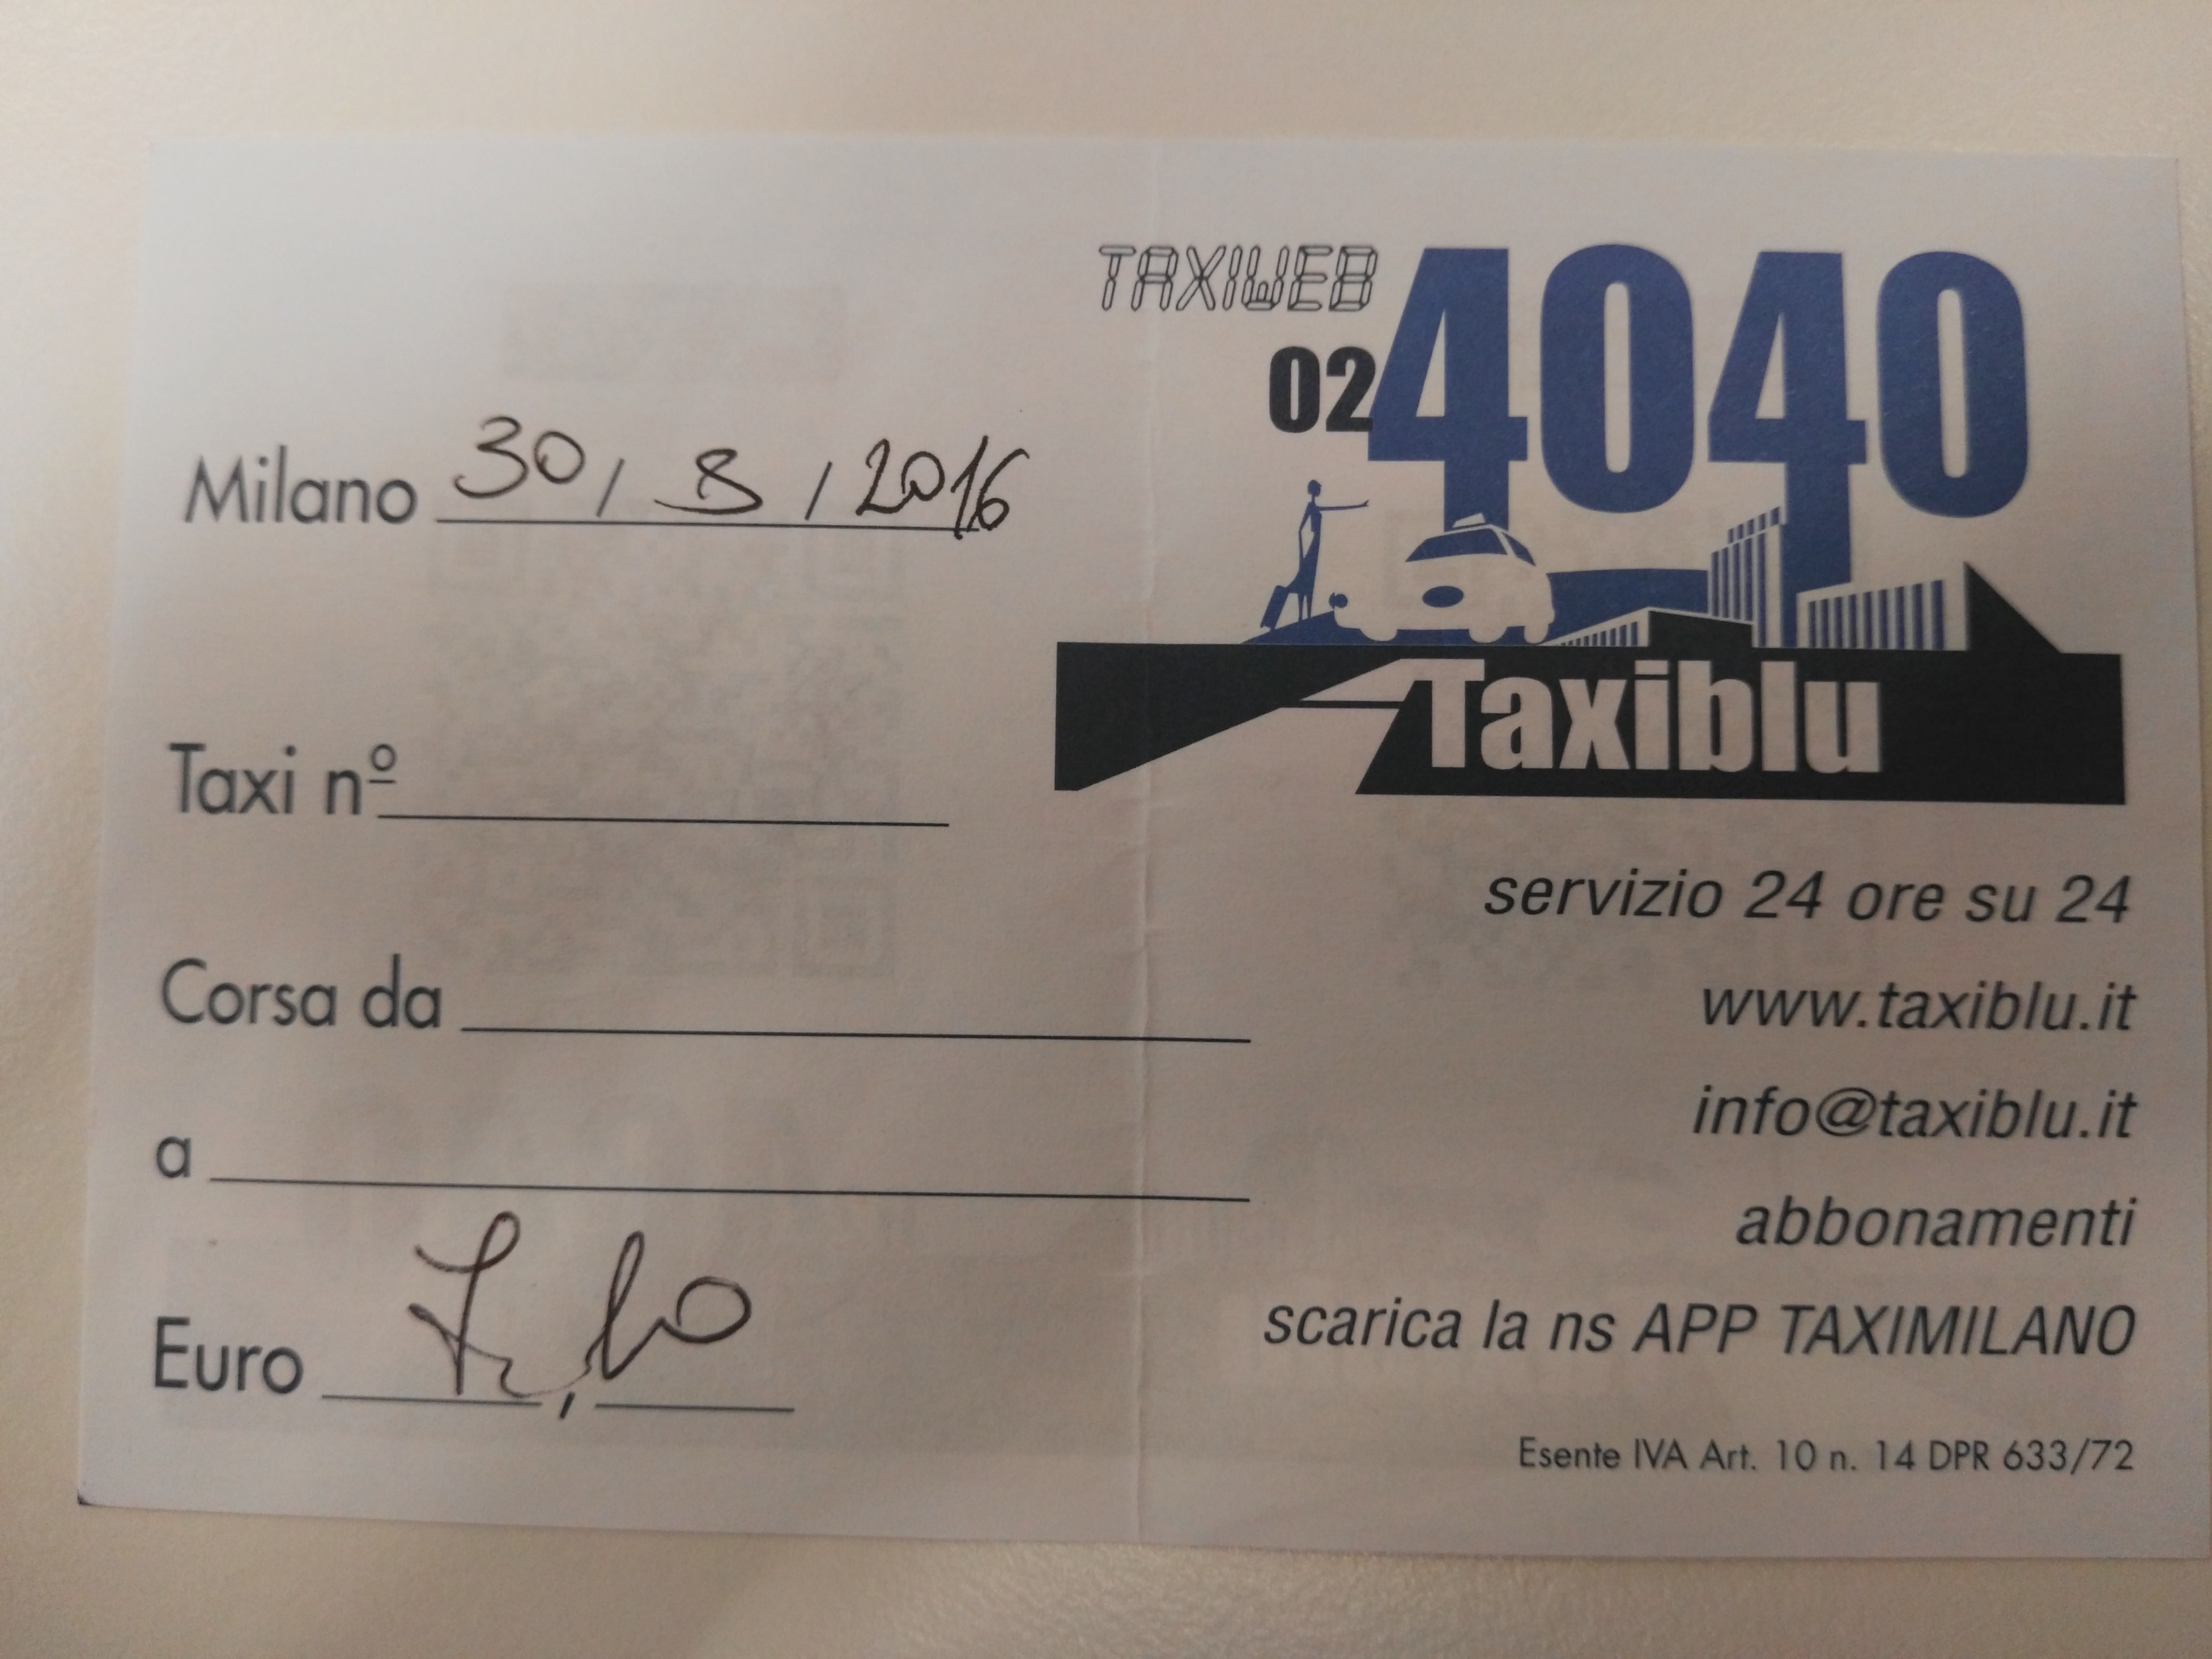 TAXIWEB
02 4040
Taxiblu
Milano 30 / 8 / 2016
Taxi nº
Corsa da
a
Euro 7,60
servizio 24 ore su 24
www.taxiblu.it
info@taxiblu.it
abbonamenti
scarica la ns APP TAXIMILANO
Esente IVA Art. 10 n. 14 DPR 633/72